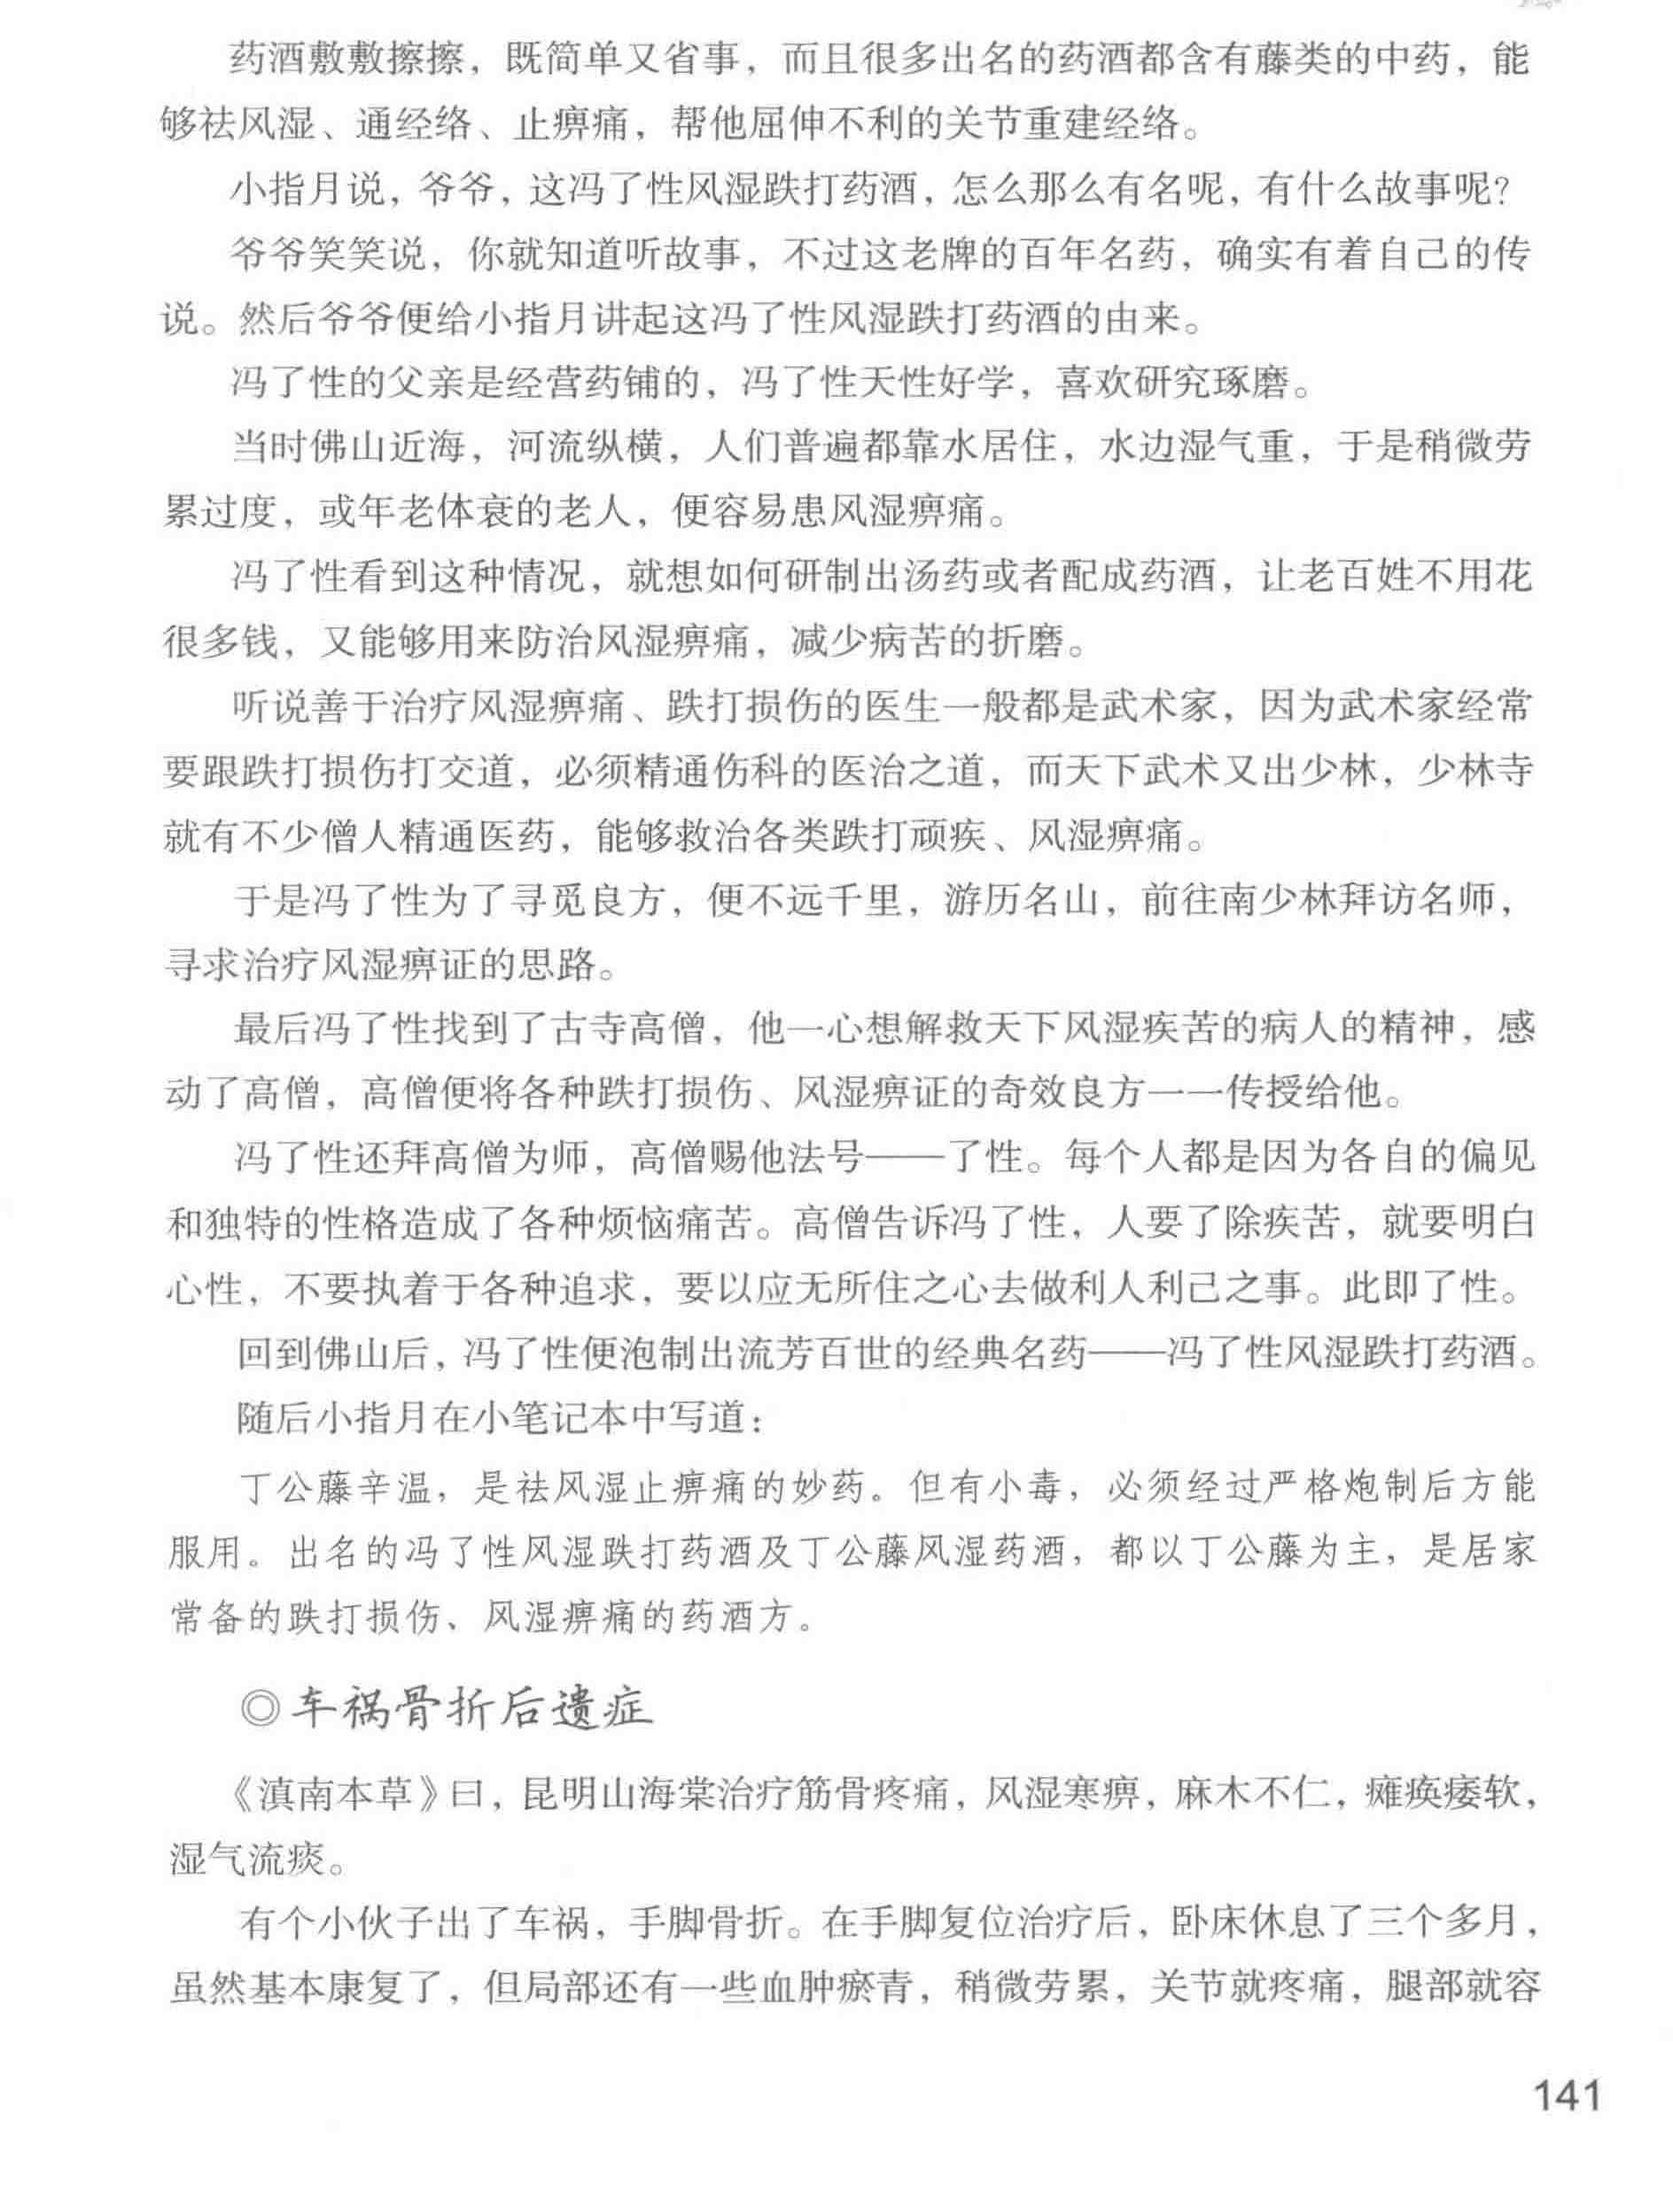 药酒敷敷擦擦，既简单又省事，而且很多出名的药酒都含有藤类的中药，能
够祛风湿、通经络、止痹痛，帮他屈伸不利的关节重建经络。
小指月说，爷爷，这冯了性风湿跌打药酒，怎么那么有名呢，有什么故事呢？
爷爷笑笑说，你就知道听故事，不过这老牌的百年名药，确实有着自己的传
说。然后爷爷便给小指月讲起这冯了性风湿跌打药酒的由来。
冯了性的父亲是经营药铺的，冯了性天性好学，喜欢研究琢磨。
当时佛山近海，河流纵横，人们普遍都靠水居住，水边湿气重，于是稍微劳
累过度，或年老体衰的老人，便容易患风湿痹痛。
冯了性看到这种情况，就想如何研制出汤药或者配成药酒，让老百姓不用花
很多钱，又能够用来防治风湿痹痛，减少病苦的折磨。
听说善于治疗风湿痹痛、跌打损伤的医生一般都是武术家，因为武术家经常
要跟跌打损伤打交道，必须精通伤科的医治之道，而天下武术又出少林，少林寺
就有不少僧人精通医药，能够救治各类跌打顽疾、风湿痹痛。
于是冯了性为了寻觅良方，便不远千里，游历名山，前往南少林拜访名师，
寻求治疗风湿痹证的思路。
最后冯了性找到了古寺高僧，他一心想解救天下风湿疾苦的病人的精神，感
动了高僧，高僧便将各种跌打损伤、风湿痹证的奇效良方一一传授给他。
冯了性还拜高僧为师，高僧赐他法号——了性。每个人都是因为各自的偏见
和独特的性格造成了各种烦恼痛苦。高僧告诉冯了性，人要了除疾苦，就要明白
心性，不要执着于各种追求，要以应无所住之心去做利人利己之事。此即了性。
回到佛山后，冯了性便泡制出流芳百世的经典名药——冯了性风湿跌打药酒。
随后小指月在小笔记本中写道：
丁公藤辛温，是祛风湿止痹痛的妙药。但有小毒，必须经过严格炮制后方能
服用。出名的冯了性风湿跌打药酒及丁公藤风湿药酒，都以丁公藤为主，是居家
常备的跌打损伤、风湿痹痛的药酒方。
◎车祸骨折后遗症
《滇南本草》曰，昆明山海棠治疗筋骨疼痛，风湿寒痹，麻木不仁，瘫痪痿软，
湿气流痰。
有个小伙子出了车祸，手脚骨折。在手脚复位治疗后，卧床休息了三个多月，
虽然基本康复了，但局部还有一些血肿瘀青，稍微劳累，关节就疼痛，腿部就容
141